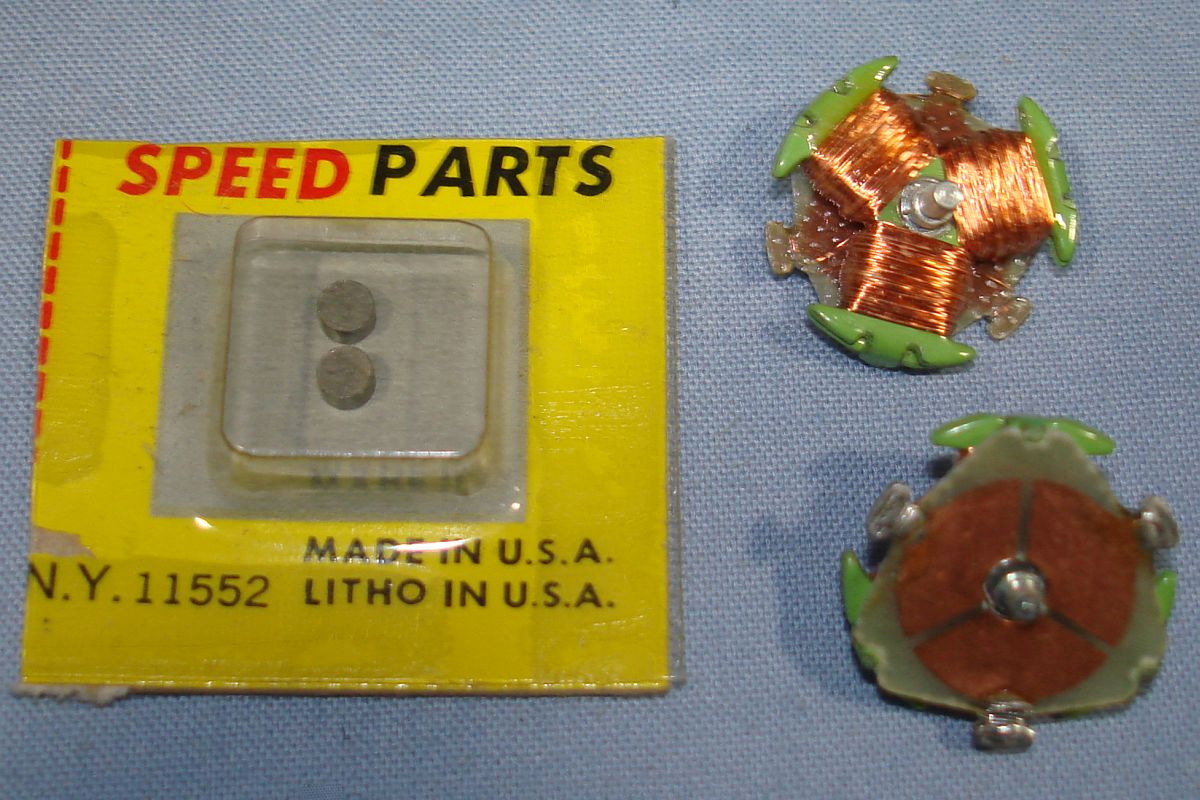 SPEED PARTS
MADE IN U.S.A.
N.Y. 11552 LITHO IN U.S.A.